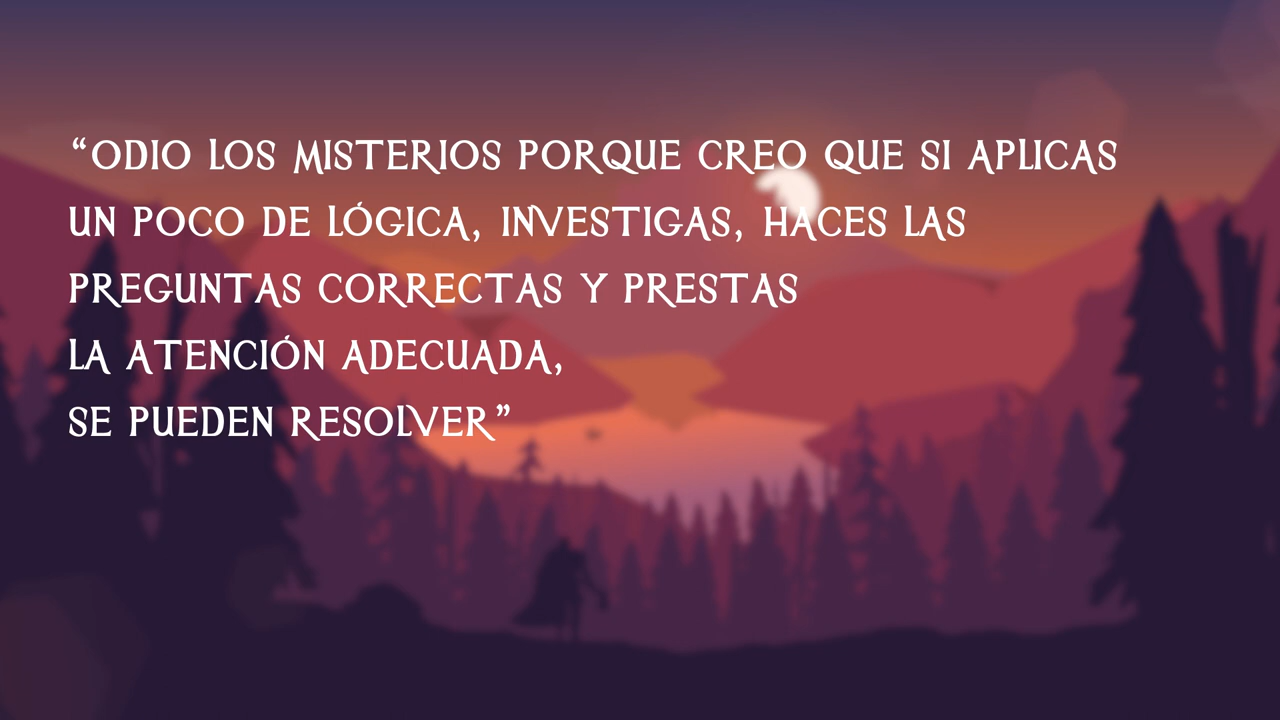 “ODIO LOS MISTERIOS PORQUE CREO QUE SI APLICAS
UN POCO DE LÓGICA, INVESTIGAS, HACES LAS
PREGUNTAS CORRECTAS Y PRESTAS
LA ATENCIÓN ADECUADA,
SE PUEDEN RESOLVER”